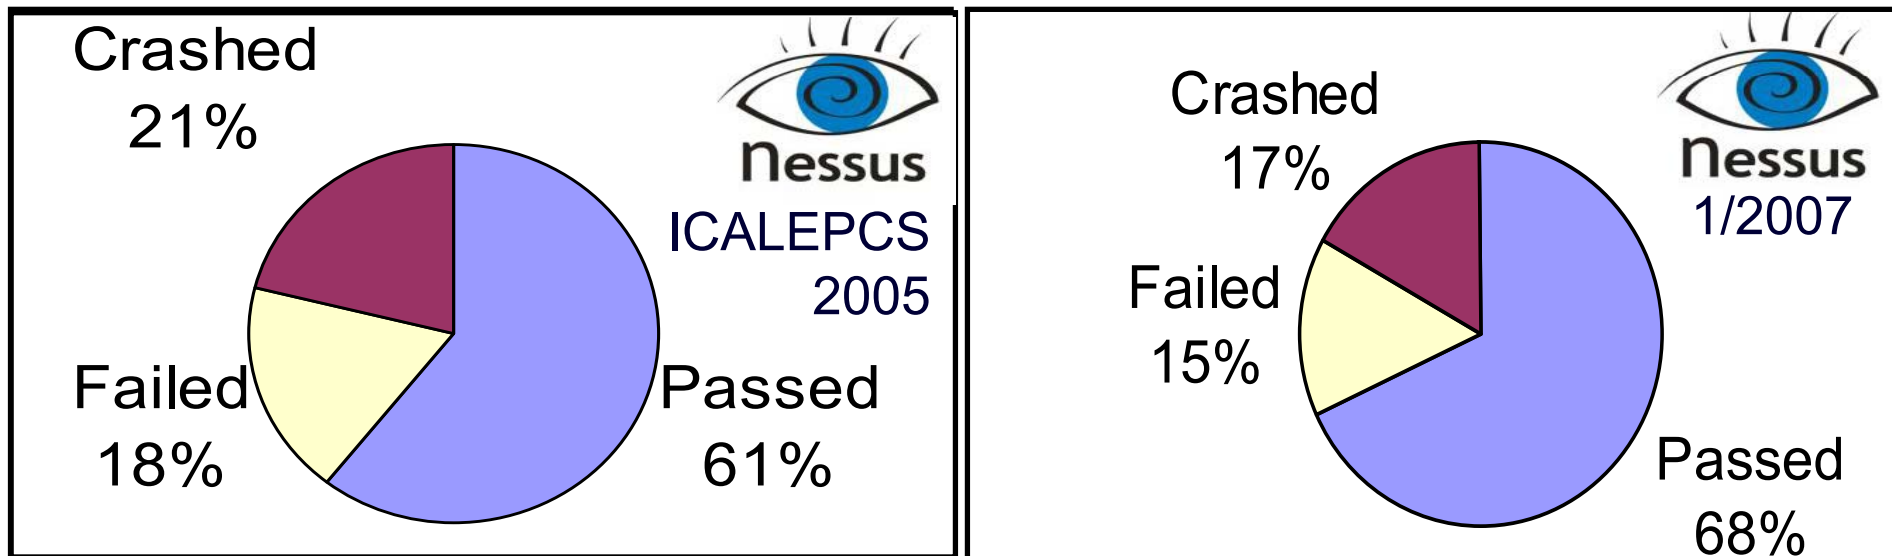 Crashed
21%
Nessus
ICALEPCS
2005
Failed
18%
Passed
61%
Crashed
17%
Nessus
1/2007
Failed
15%
Passed
68%